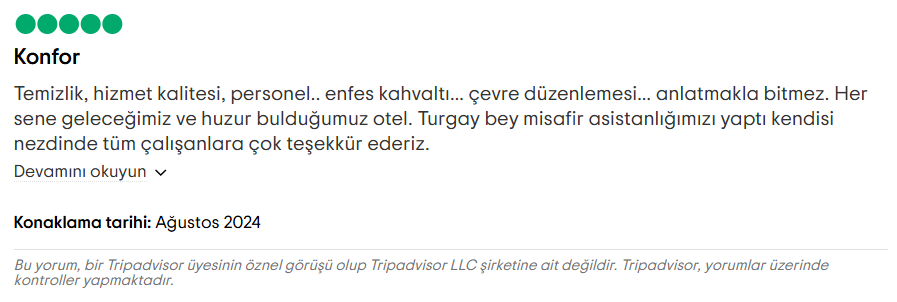 Konfor
Temizlik, hizmet kalitesi, personel.. enfes kahvaltı... çevre düzenlemesi... anlatmakla bitmez. Her
sene geleceğimiz ve huzur bulduğumuz otel. Turgay bey misafir asistanlığımızı yaptı kendisi
nezdinde tüm çalışanlara çok teşekkür ederiz.
Devamını okuyun
Konaklama tarihi: Ağustos 2024
Bu yorum, bir Tripadvisor üyesinin öznel görüşü olup Tripadvisor LLC şirketine ait değildir. Tripadvisor, yorumlar üzerinde
kontroller yapmaktadır.